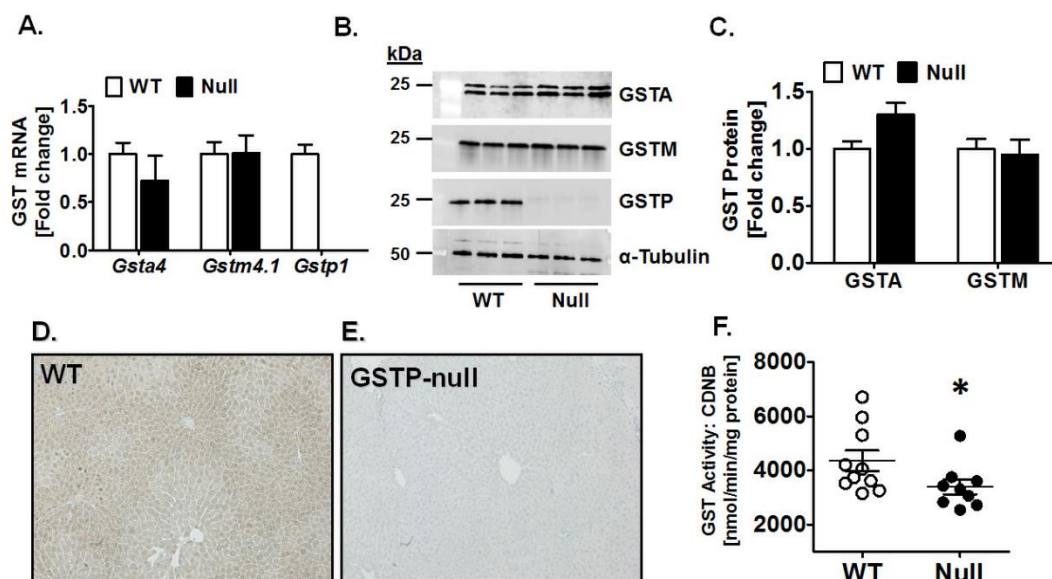 A.
WT Null
GST mRNA
[Fold change]
1.5
1.0
0.5
0.0
Gsta4 Gstm4.1 Gstp1
B.
kDa
25
GSTA
25
GSTM
25
GSTP
50
α-Tubulin
WT Null
C.
WT Null
GST Protein
[Fold change]
1.5
1.0
0.5
0.0
GSTA GSTM
D.
WT
E.
GSTP-null
F.
GST Activity: CDNB
[nmol/min/mg protein]
8000
6000
4000
2000
*
WT Null